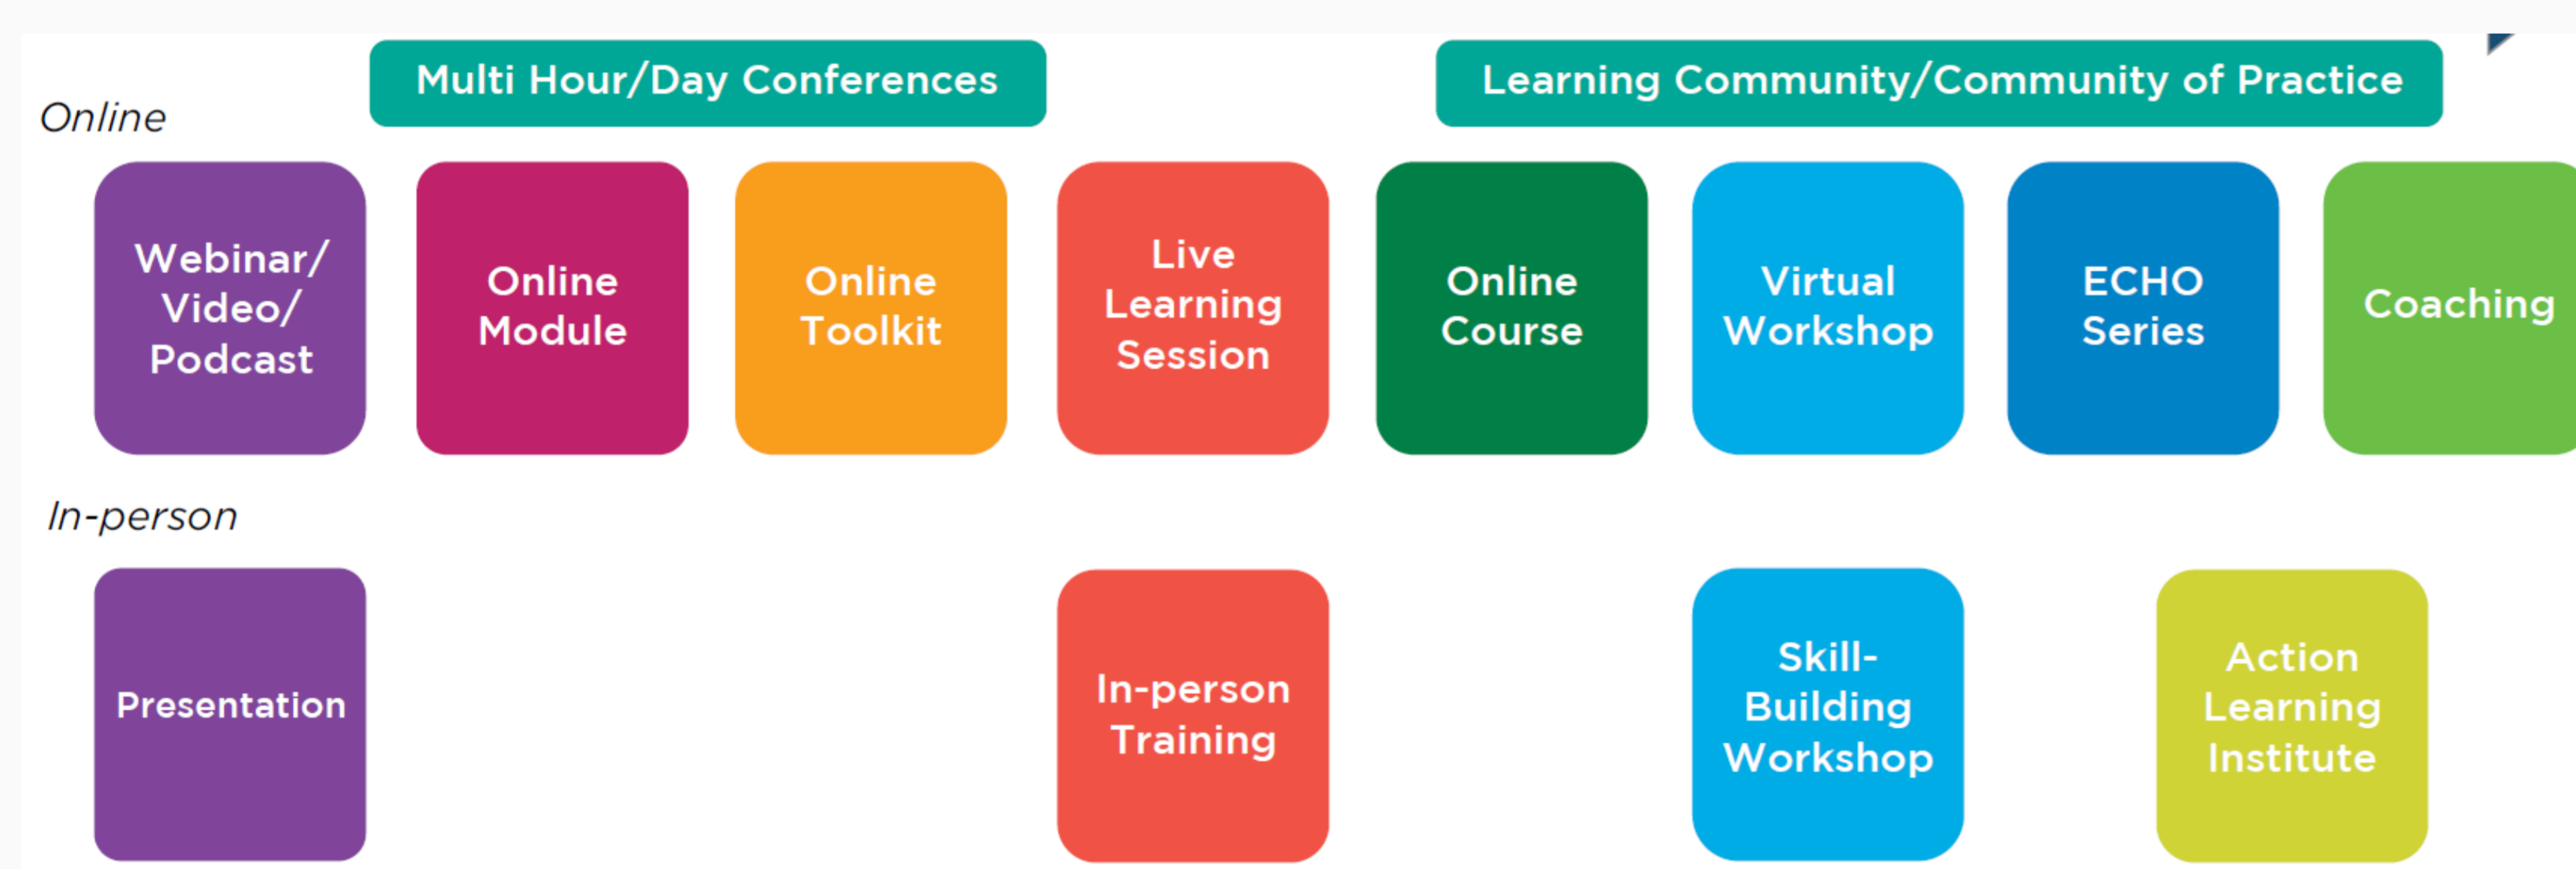 Multi Hour/Day Conferences
Learning Community/Community of Practice
Online
Webinar/
Video/
Podcast
Online
Module
Online
Toolkit
Live
Learning
Session
Online
Course
Virtual
Workshop
ECHO
Series
Coaching
In-person
Presentation
In-person
Training
Skill-
Building
Workshop
Action
Learning
Institute